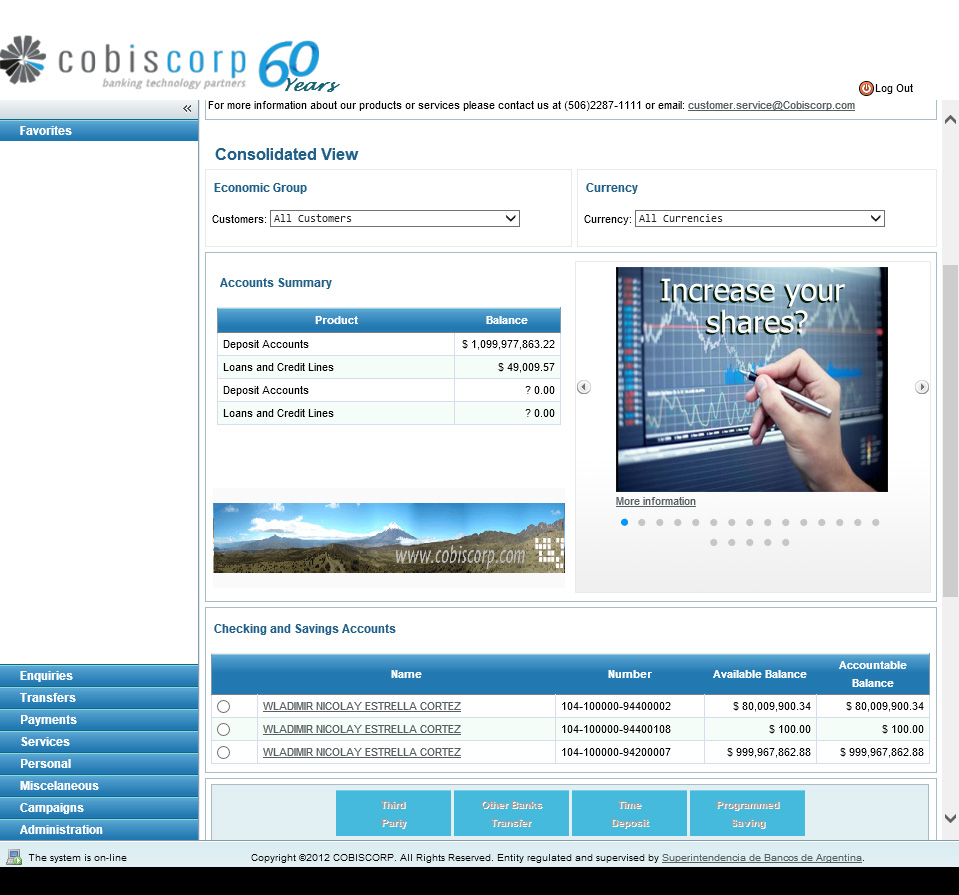 cobiscorp 60
banking technology partners Years
Log Out
«
For more information about our products or services please contact us at (506)2287-1111 or email: customer.service@Cobiscorp.com
Favorites
Consolidated View
Economic Group
Customers: All Customers
Currency
Currency: All Currencies
Accounts Summary
Product Balance
Deposit Accounts $ 1,099,977,863.22
Loans and Credit Lines $ 49,009.57
Deposit Accounts ? 0.00
Loans and Credit Lines ? 0.00
www.cobiscorp.com
Increase your
shares?
More information
Checking and Savings Accounts
Name Number Available Balance Accountable
Balance
WLADIMIR NICOLAY ESTRELLA CORTEZ 104-100000-94400002 $ 80,009,900.34 $ 80,009,900.34
WLADIMIR NICOLAY ESTRELLA CORTEZ 104-100000-94400108 $ 100.00 $ 100.00
WLADIMIR NICOLAY ESTRELLA CORTEZ 104-100000-94200007 $ 999,967,862.88 $ 999,967,862.88
Third
Party
Other Banks
Transfer
Time
Deposit
Programmed
Saving
Enquiries
Transfers
Payments
Services
Personal
Miscelaneous
Campaigns
Administration
The system is on-line
Copyright ©2012 COBISCORP. All Rights Reserved. Entity regulated and supervised by Superintendencia de Bancos de Argentina.